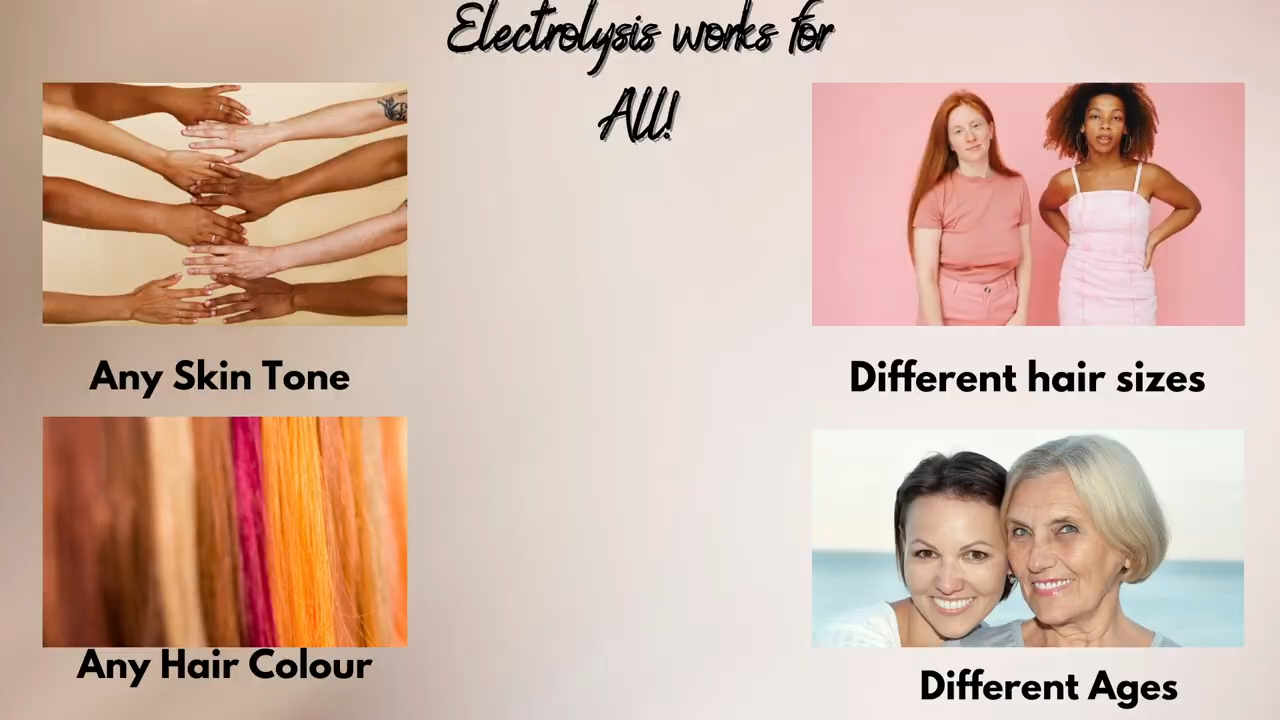 Electrolysis works for
All!
Any Skin Tone
Different hair sizes
Any Hair Colour
Different Ages